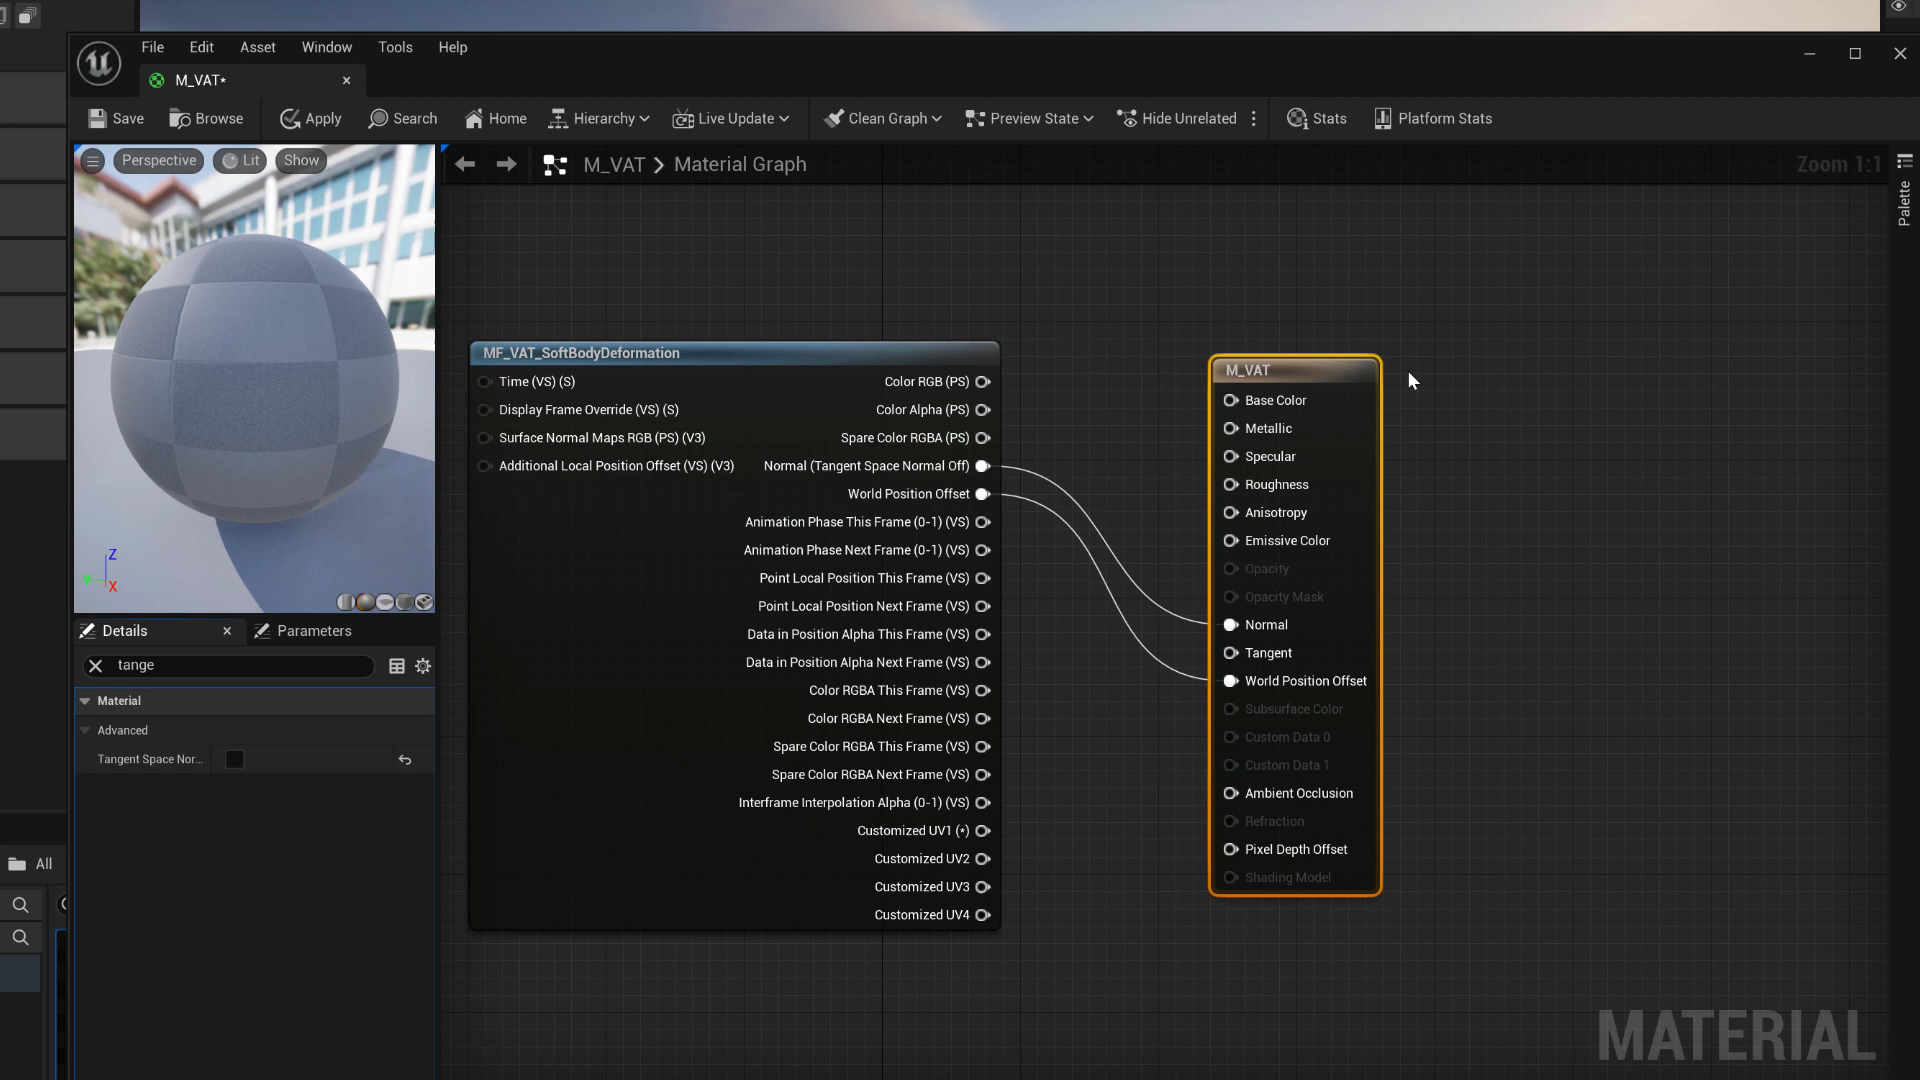 File Edit Asset Window Tools Help
M_VAT*
Save Browse Apply Search Home Hierarchy Live Update Clean Graph Preview State Hide Unrelated Stats Platform Stats
Perspective Lit Show
M_VAT > Material Graph
Zoom 1:1
Palette
Z
Y
X
Details Parameters
tange
Material
Advanced
Tangent Space Nor...
All
MF_VAT_SoftBodyDeformation
Time (VS) (S) Color RGB (PS)
Display Frame Override (VS) (S) Color Alpha (PS)
Surface Normal Maps RGB (PS) (V3) Spare Color RGBA (PS)
Additional Local Position Offset (VS) (V3) Normal (Tangent Space Normal Off)
World Position Offset
Animation Phase This Frame (0-1) (VS)
Animation Phase Next Frame (0-1) (VS)
Point Local Position This Frame (VS)
Point Local Position Next Frame (VS)
Data in Position Alpha This Frame (VS)
Data in Position Alpha Next Frame (VS)
Color RGBA This Frame (VS)
Color RGBA Next Frame (VS)
Spare Color RGBA This Frame (VS)
Spare Color RGBA Next Frame (VS)
Interframe Interpolation Alpha (0-1) (VS)
Customized UV1 (*)
Customized UV2
Customized UV3
Customized UV4
M_VAT
Base Color
Metallic
Specular
Roughness
Anisotropy
Emissive Color
Opacity
Opacity Mask
Normal
Tangent
World Position Offset
Subsurface Color
Custom Data 0
Custom Data 1
Ambient Occlusion
Refraction
Pixel Depth Offset
Shading Model
MATERIAL